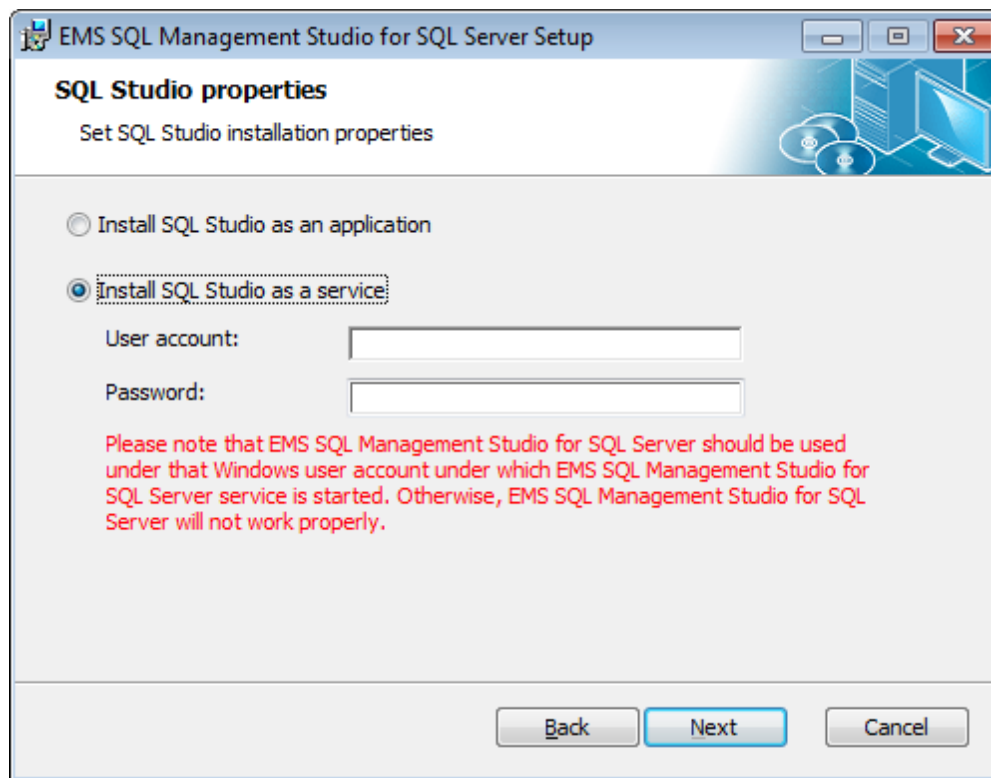 EMS SQL Management Studio for SQL Server Setup
SQL Studio properties
Set SQL Studio installation properties
Install SQL Studio as an application
Install SQL Studio as a service
User account:
Password:
Please note that EMS SQL Management Studio for SQL Server should be used
under that Windows user account under which EMS SQL Management Studio for
SQL Server service is started. Otherwise, EMS SQL Management Studio for SQL
Server will not work properly.
Back Next Cancel